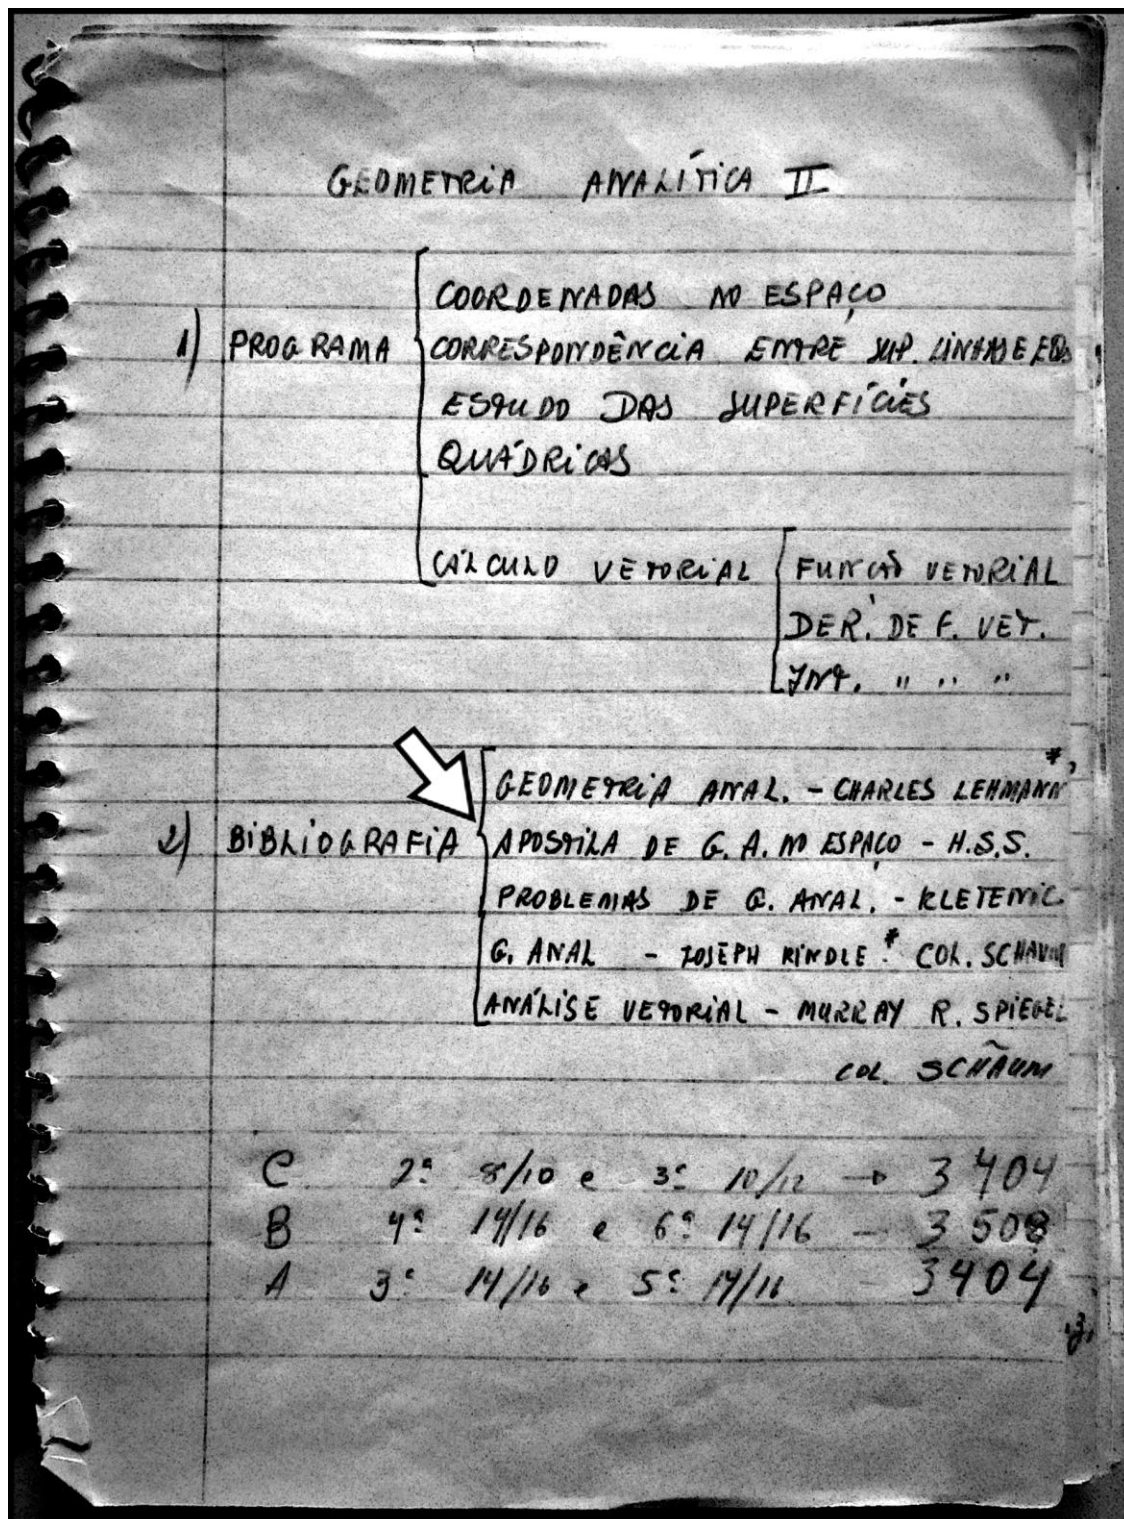 GEOMETRIA ANALÍTICA II
COORDENADAS NO ESPAÇO
1) PROGRAMA CORRESPONDÊNCIA ENTRE SUP. LINHAS E EQS
ESTUDO DAS SUPERFÍCIES
QUÁDRICAS
CÁLCULO VETORIAL FUNÇÃO VETORIAL
DER. DE F. VET.
INT. " " "
GEOMETRIA ANAL. - CHARLES LEHMANN *
2) BIBLIOGRAFIA APOSTILA DE G. A. NO ESPAÇO - H.S.S.
PROBLEMAS DE G. ANAL. - KLETENIC
G. ANAL - JOSEPH KINDLE * COL. SCHAUM
ANÁLISE VETORIAL - MURRAY R. SPIEGEL
COL. SCHAUM
C 2ª 8/10 e 3ª 10/12 → 3404
B 4ª 14/16 e 6ª 14/16 - 3508
A 3ª 14/16 e 5ª 14/16 - 3404